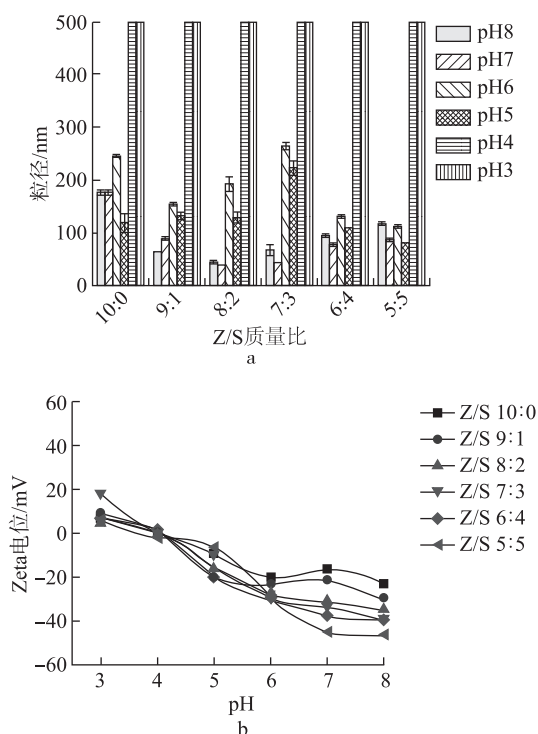 500
400
300
200
100
0
粒径/nm
10:0
9:1
8:2
7:3
6:4
5:5
Z/S质量比
a
pH8
pH7
pH6
pH5
pH4
pH3
60
40
20
0
−20
−40
−60
Zeta电位/mV
3 4 5 6 7 8
pH
b
Z/S 10:0
Z/S 9:1
Z/S 8:2
Z/S 7:3
Z/S 6:4
Z/S 5:5